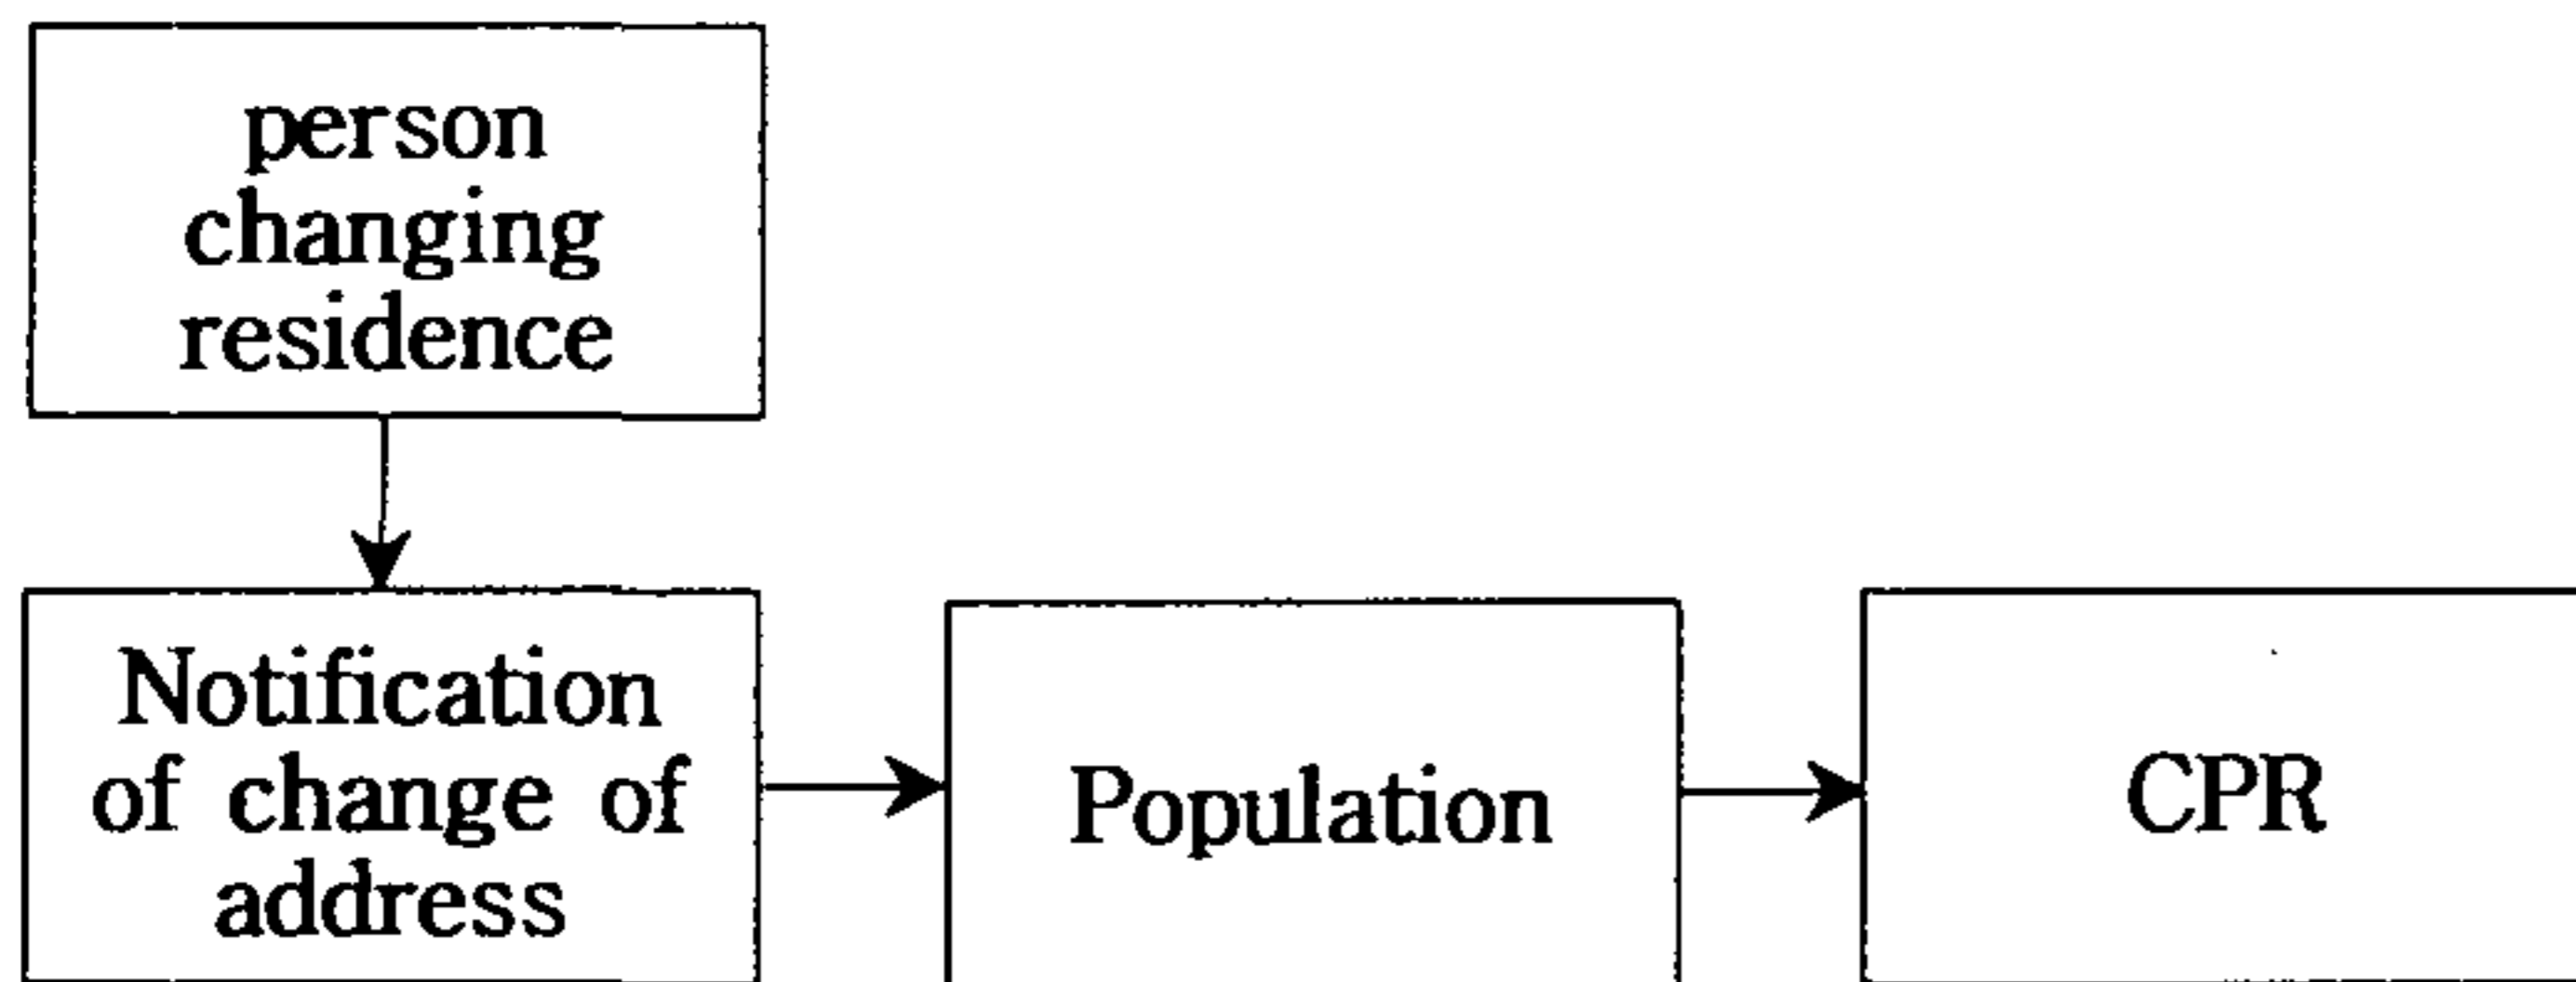 person
changing
residence
Notification
of change of
address
Population
CPR